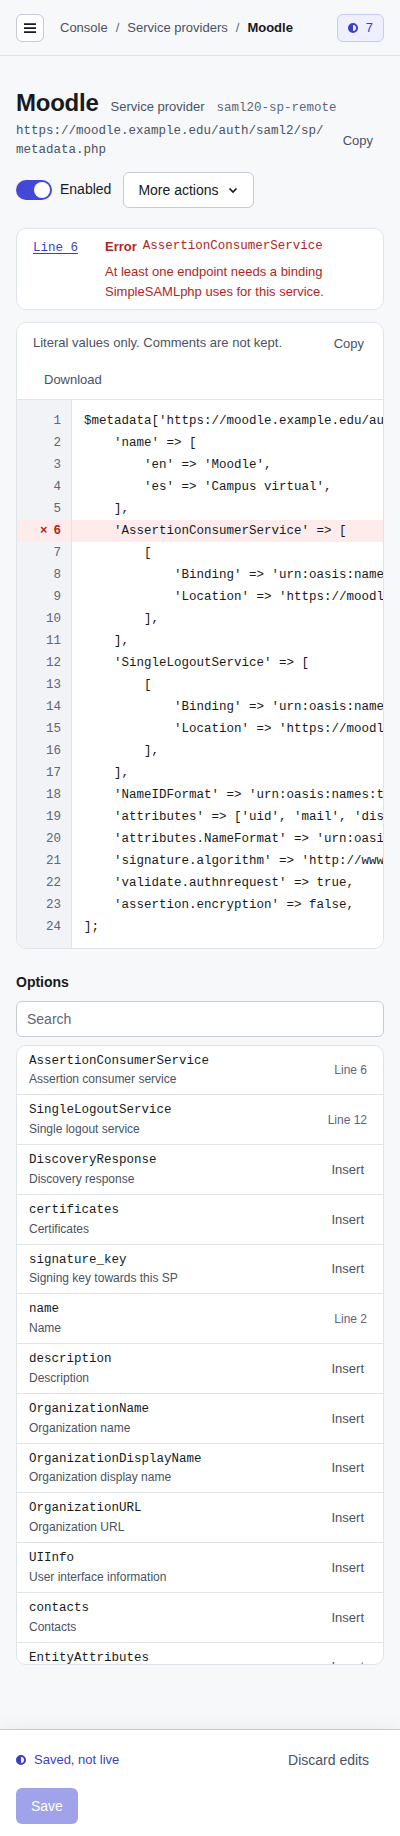 Console / Service providers / Moodle 7
Moodle Service provider saml20-sp-remote
https://moodle.example.edu/auth/saml2/sp/
metadata.php
Copy
Enabled More actions
Line 6 Error AssertionConsumerService
At least one endpoint needs a binding
SimpleSAMLphp uses for this service.
Literal values only. Comments are not kept. Copy
Download
1 $metadata['https://moodle.example.edu/au
2 'name' => [
3 'en' => 'Moodle',
4 'es' => 'Campus virtual',
5 ],
× 6 'AssertionConsumerService' => [
7 [
8 'Binding' => 'urn:oasis:name
9 'Location' => 'https://moodl
10 ],
11 ],
12 'SingleLogoutService' => [
13 [
14 'Binding' => 'urn:oasis:name
15 'Location' => 'https://moodl
16 ],
17 ],
18 'NameIDFormat' => 'urn:oasis:names:t
19 'attributes' => ['uid', 'mail', 'dis
20 'attributes.NameFormat' => 'urn:oasi
21 'signature.algorithm' => 'http://www
22 'validate.authnrequest' => true,
23 'assertion.encryption' => false,
24 ];
Options
Search
AssertionConsumerService
Assertion consumer service
Line 6
SingleLogoutService
Single logout service
Line 12
DiscoveryResponse
Discovery response
Insert
certificates
Certificates
Insert
signature_key
Signing key towards this SP
Insert
name
Name
Line 2
description
Description
Insert
OrganizationName
Organization name
Insert
OrganizationDisplayName
Organization display name
Insert
OrganizationURL
Organization URL
Insert
UIInfo
User interface information
Insert
contacts
Contacts
Insert
EntityAttributes
Saved, not live Discard edits
Save